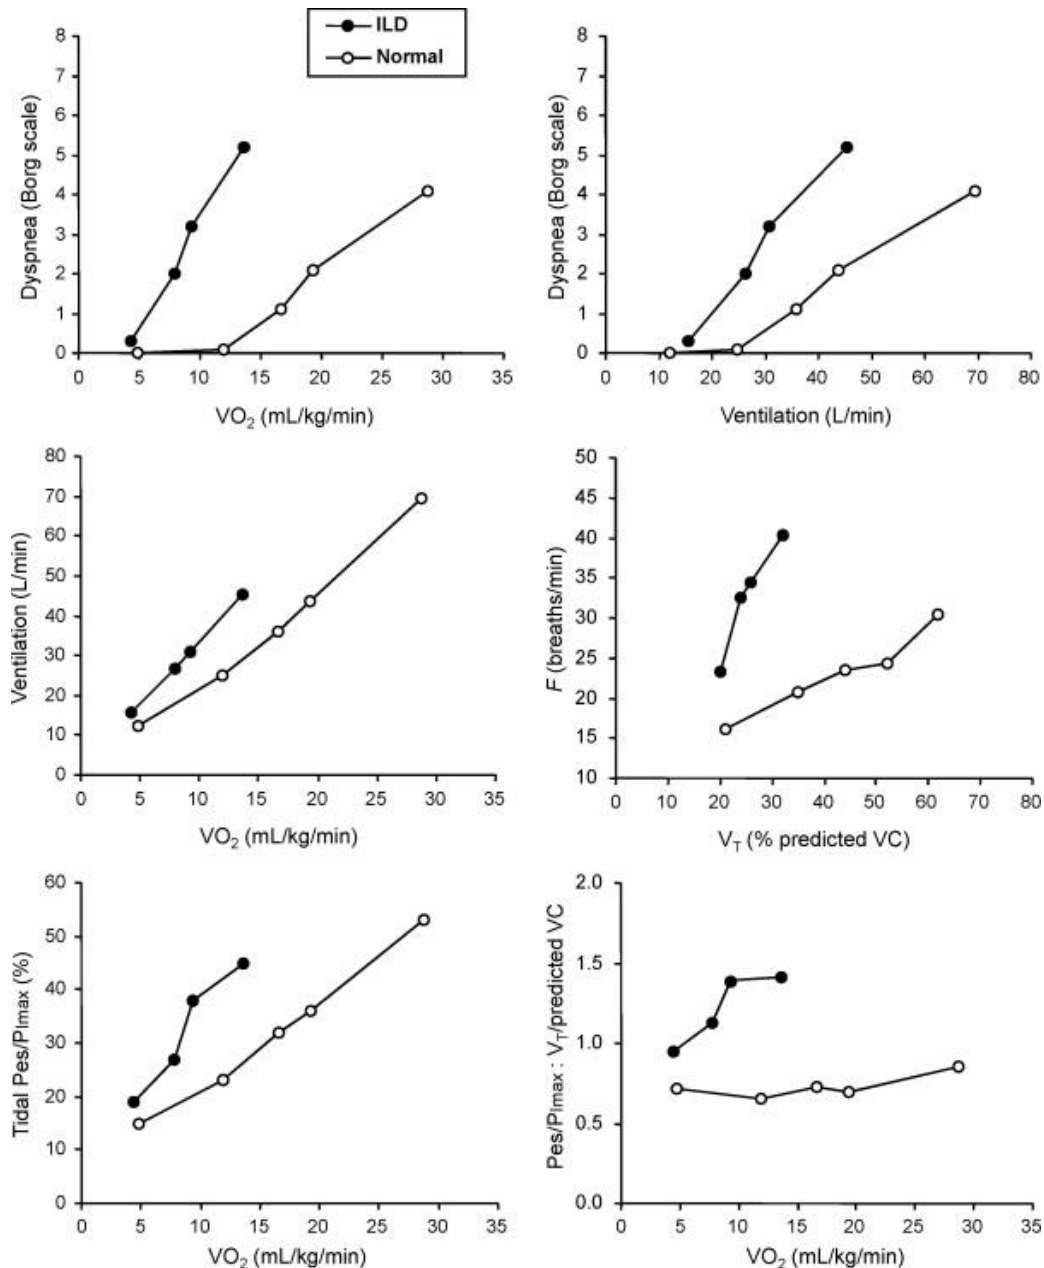 ILD
Normal
Dyspnea (Borg scale)
8
7
6
5
4
3
2
1
0
0 5 10 15 20 25 30 35
VO₂ (mL/kg/min)
Dyspnea (Borg scale)
8
7
6
5
4
3
2
1
0
0 10 20 30 40 50 60 70 80
Ventilation (L/min)
Ventilation (L/min)
80
70
60
50
40
30
20
10
0
0 5 10 15 20 25 30 35
VO₂ (mL/kg/min)
F (breaths/min)
50
45
40
35
30
25
20
15
10
0 10 20 30 40 50 60 70 80
V_T (% predicted VC)
Tidal Pes/PImax (%)
60
50
40
30
20
10
0
0 5 10 15 20 25 30 35
VO₂ (mL/kg/min)
Pes/PImax : V_T/predicted VC
2.0
1.5
1.0
0.5
0.0
0 5 10 15 20 25 30 35
VO₂ (mL/kg/min)